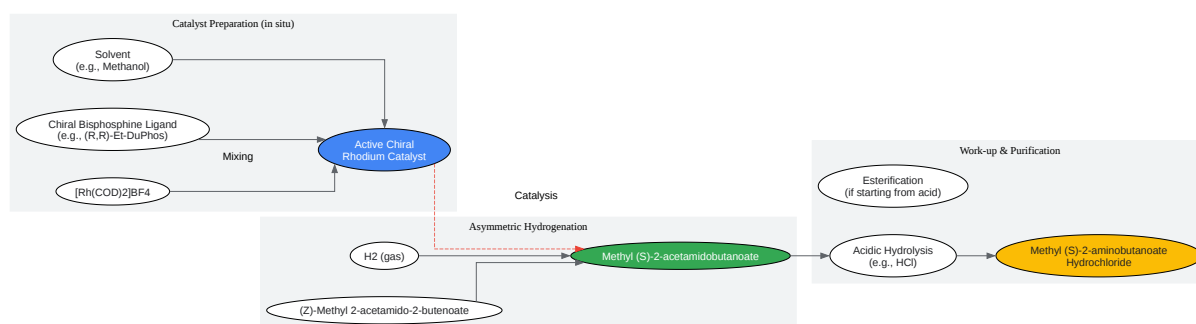 Catalyst Preparation (in situ)
Solvent
(e.g., Methanol)
Chiral Bisphosphine Ligand
(e.g., (R,R)-Et-DuPhos)
Mixing
Active Chiral
Rhodium Catalyst
[Rh(COD)2]BF4
Catalysis
Asymmetric Hydrogenation
H2 (gas)
Methyl (S)-2-acetamidobutanoate
(Z)-Methyl 2-acetamido-2-butenoate
Work-up & Purification
Esterification
(if starting from acid)
Acidic Hydrolysis
(e.g., HCl)
Methyl (S)-2-aminobutanoate
Hydrochloride